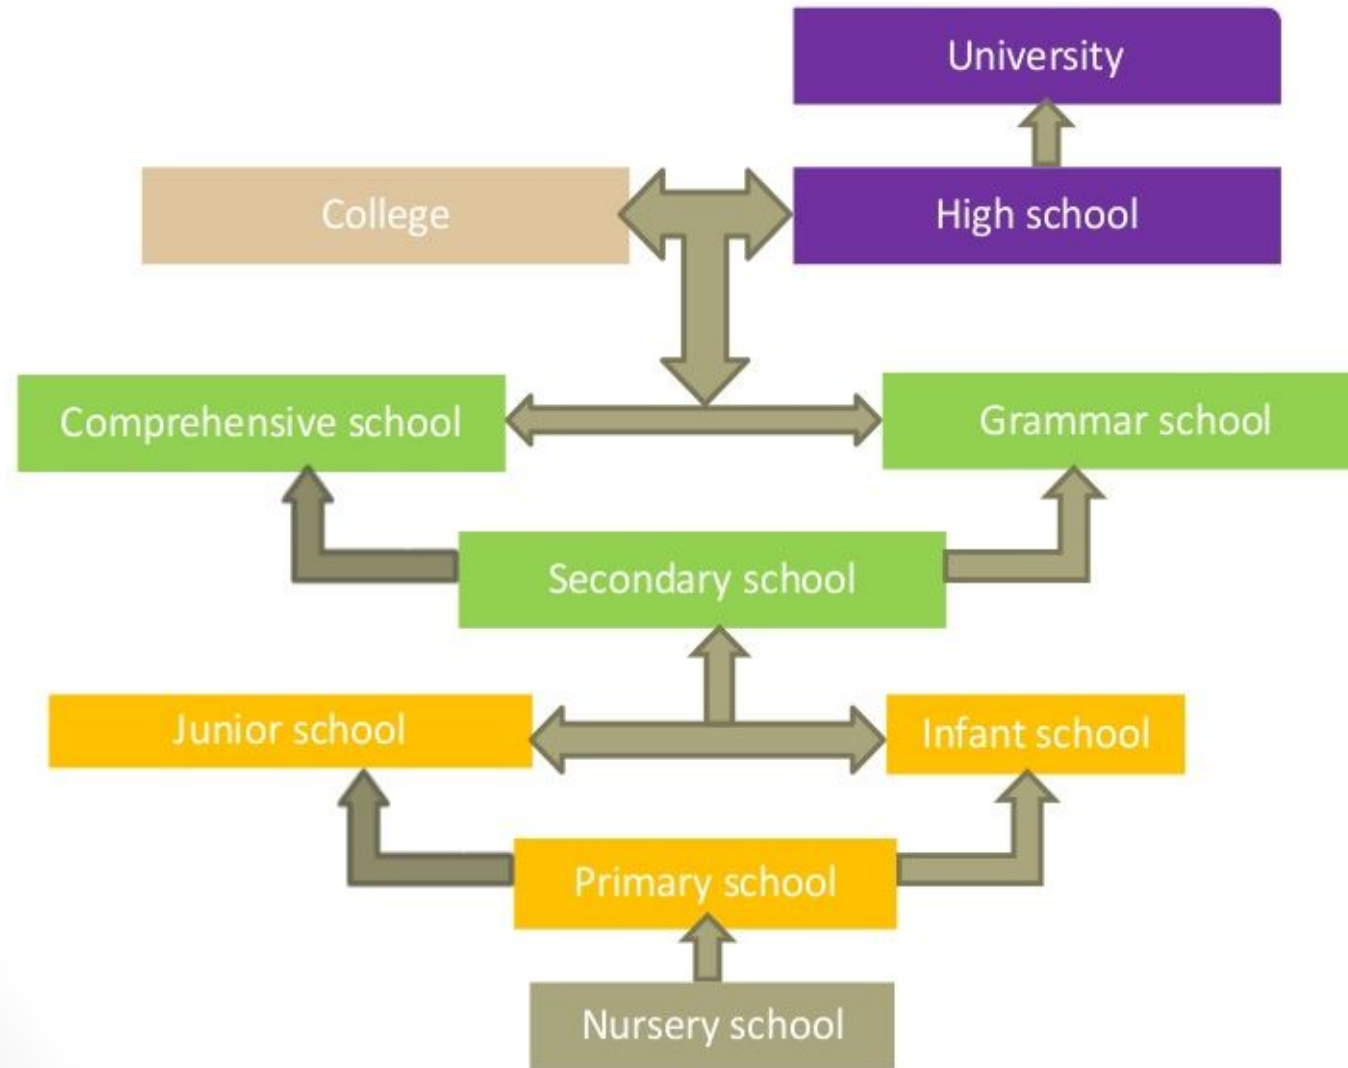 University
College
High school
Comprehensive school
Grammar school
Secondary school
Junior school
Infant school
Primary school
Nursery school